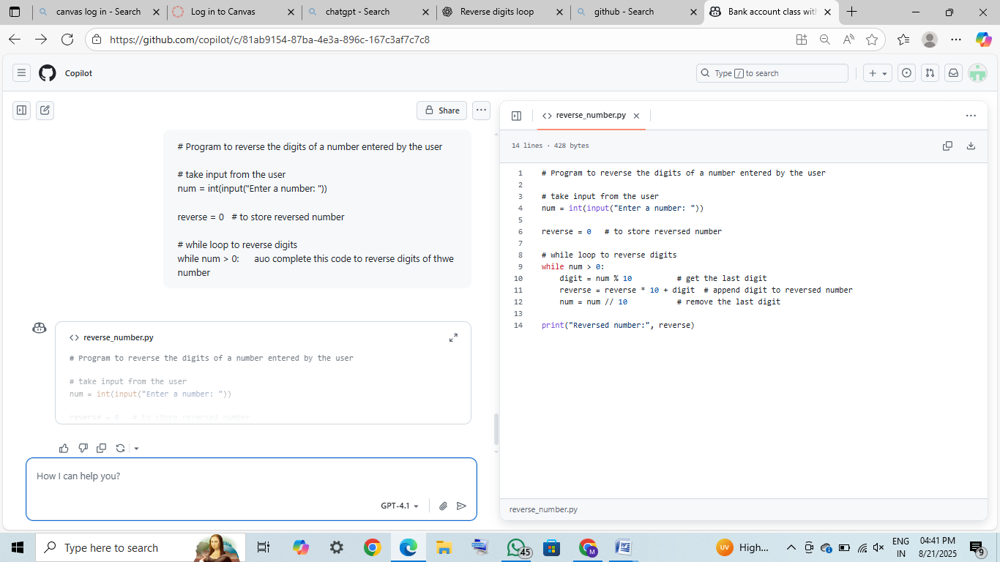 canvas log in - Search
Log in to Canvas
chatgpt - Search
Reverse digits loop
github - Search
Bank account class with
https://github.com/copilot/c/81ab9154-87ba-4e3a-896c-167c3af7c7c8
Copilot
Type / to search
Share
# Program to reverse the digits of a number entered by the user
# take input from the user
num = int(input("Enter a number: "))
reverse = 0   # to store reversed number
# while loop to reverse digits
while num > 0:      auo complete this code to reverse digits of thwe
number
reverse_number.py
# Program to reverse the digits of a number entered by the user
# take input from the user
num = int(input("Enter a number: "))
reverse = 0   # to store reversed number
How I can help you?
GPT-4.1
reverse_number.py
14 lines · 428 bytes
1 # Program to reverse the digits of a number entered by the user
2
3 # take input from the user
4 num = int(input("Enter a number: "))
5
6 reverse = 0   # to store reversed number
7
8 # while loop to reverse digits
9 while num > 0:
10     digit = num % 10          # get the last digit
11     reverse = reverse * 10 + digit  # append digit to reversed number
12     num = num // 10           # remove the last digit
13
14 print("Reversed number:", reverse)
reverse_number.py
Type here to search
45
M
UV
High...
ENG
IN
04:41 PM
8/21/2025
9